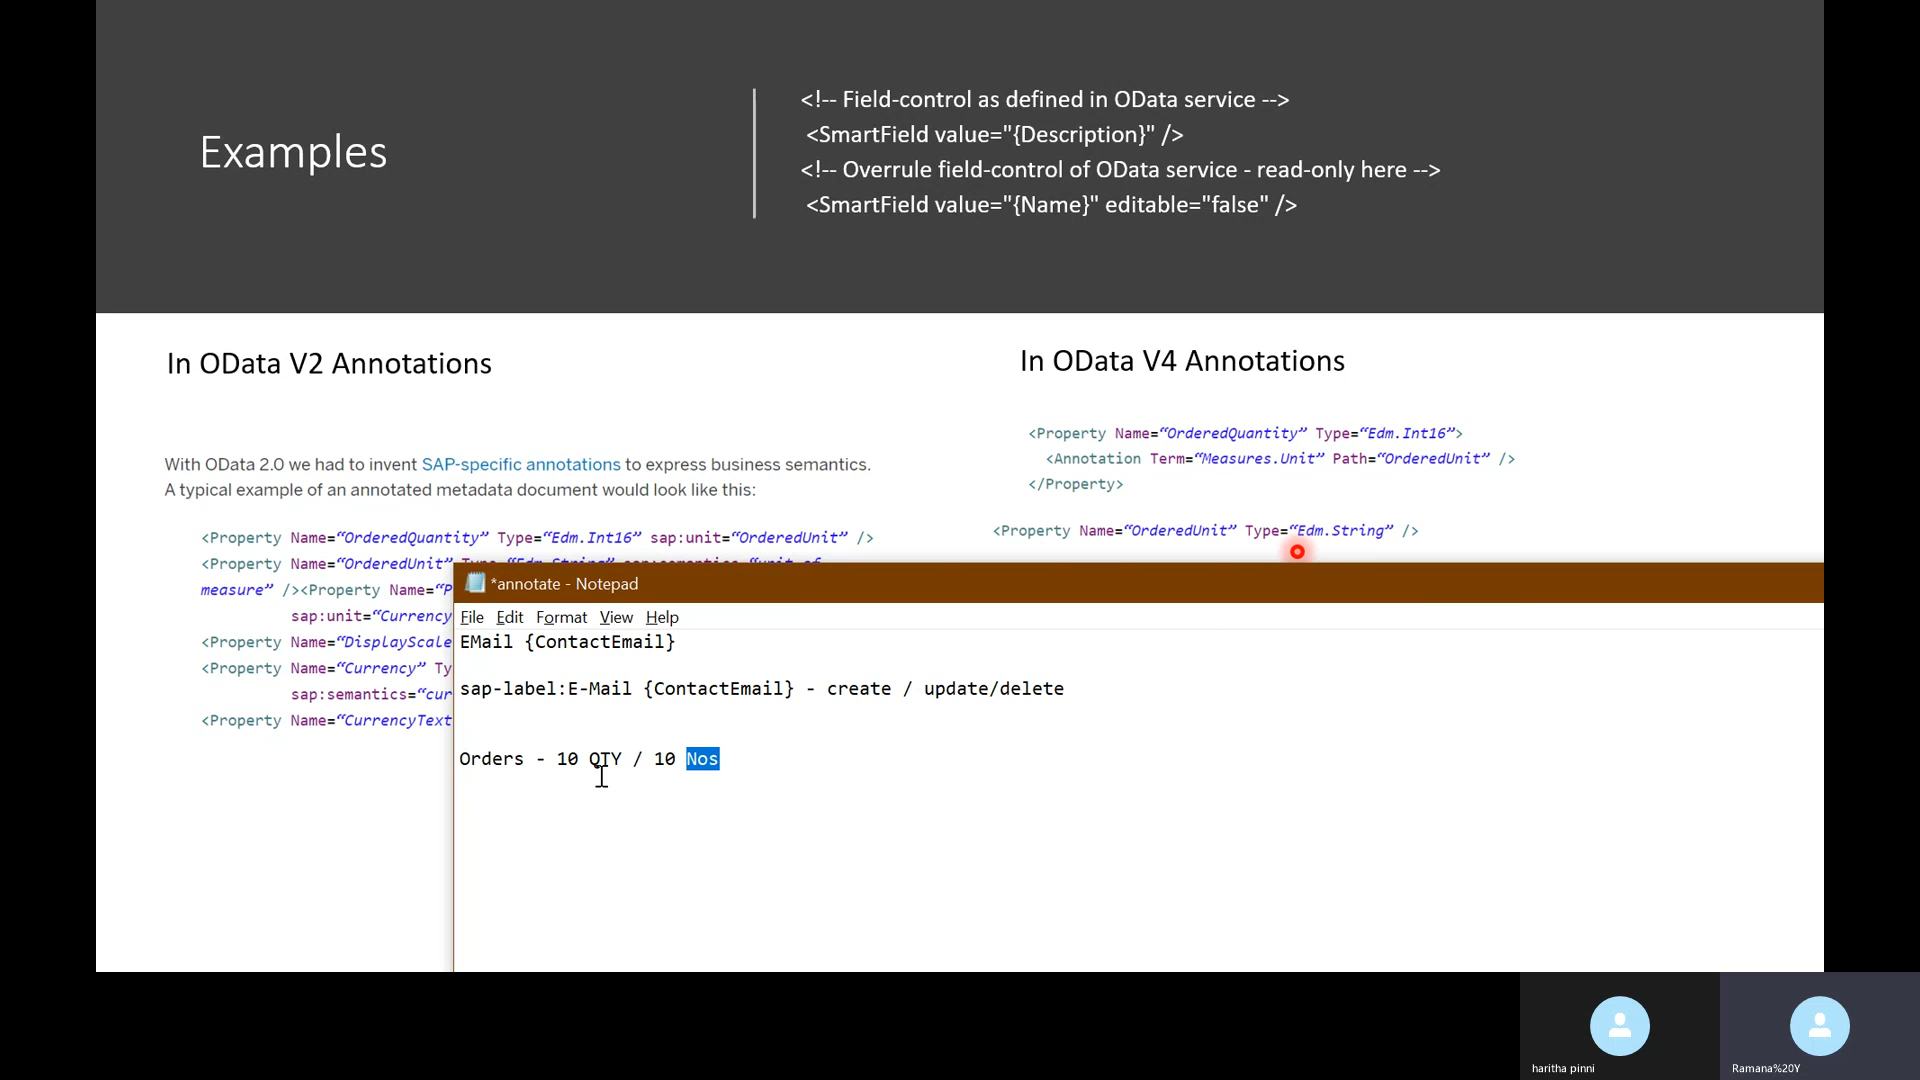 Examples
<!-- Field-control as defined in OData service -->
<SmartField value="{Description}" />
<!-- Overrule field-control of OData service - read-only here -->
<SmartField value="{Name}" editable="false" />
In OData V2 Annotations
With OData 2.0 we had to invent SAP-specific annotations to express business semantics.
A typical example of an annotated metadata document would look like this:
<Property Name=“OrderedQuantity” Type=“Edm.Int16” sap:unit=“OrderedUnit” />
<Property Name=“OrderedUnit” Type=“Edm.String” sap:semantics=“unit-of
measure” /><Property Name=“P
sap:unit=“Currency
<Property Name=“DisplayScale
<Property Name=“Currency” Ty
sap:semantics=“cur
<Property Name=“CurrencyText
In OData V4 Annotations
<Property Name=“OrderedQuantity” Type=“Edm.Int16”>
<Annotation Term=“Measures.Unit” Path=“OrderedUnit” />
</Property>
<Property Name=“OrderedUnit” Type=“Edm.String” />
*annotate - Notepad
File Edit Format View Help
EMail {ContactEmail}
sap-label:E-Mail {ContactEmail} - create / update/delete
Orders - 10 QTY / 10 Nos
haritha pinni
Ramana%20Y